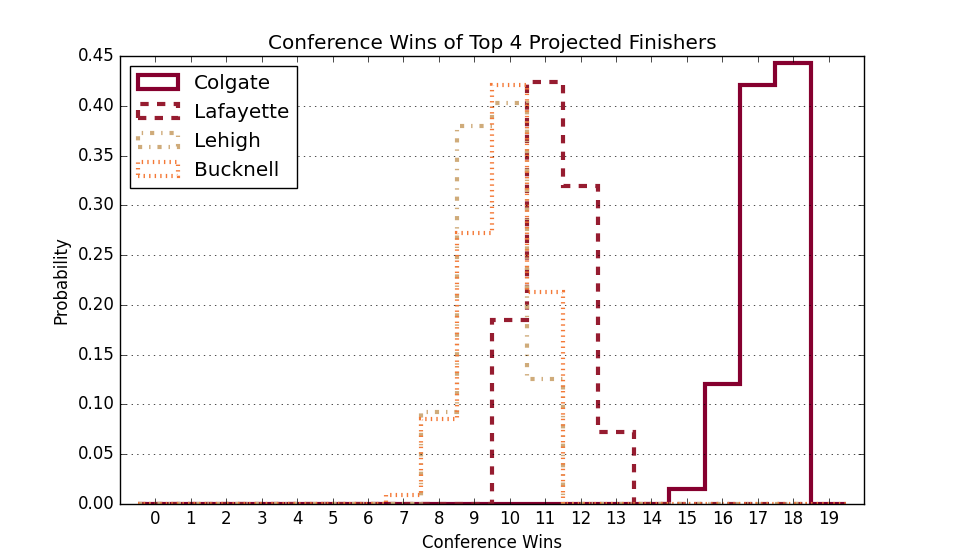 Conference Wins of Top 4 Projected Finishers
Colgate
Lafayette
Lehigh
Bucknell
Probability
0.45
0.40
0.35
0.30
0.25
0.20
0.15
0.10
0.05
0.00
0 1 2 3 4 5 6 7 8 9 10 11 12 13 14 15 16 17 18 19
Conference Wins